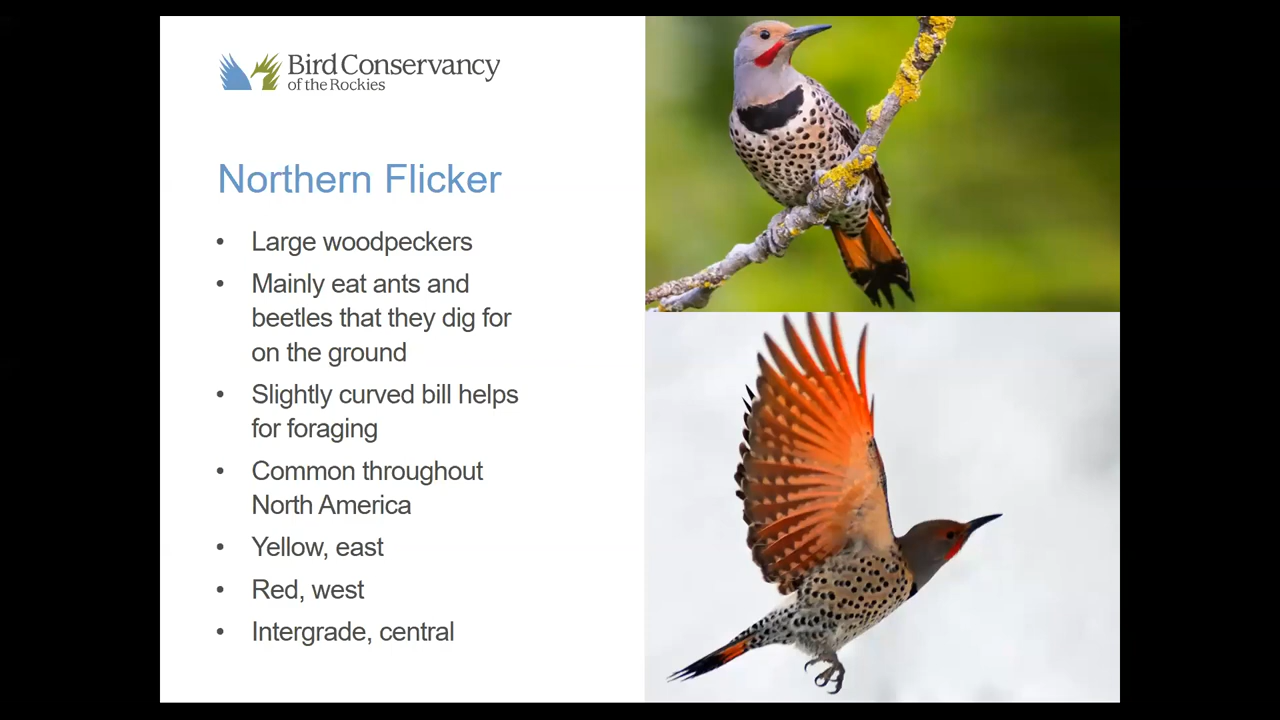 Bird Conservancy
of the Rockies
Northern Flicker
• Large woodpeckers
• Mainly eat ants and
beetles that they dig for
on the ground
• Slightly curved bill helps
for foraging
• Common throughout
North America
• Yellow, east
• Red, west
• Intergrade, central